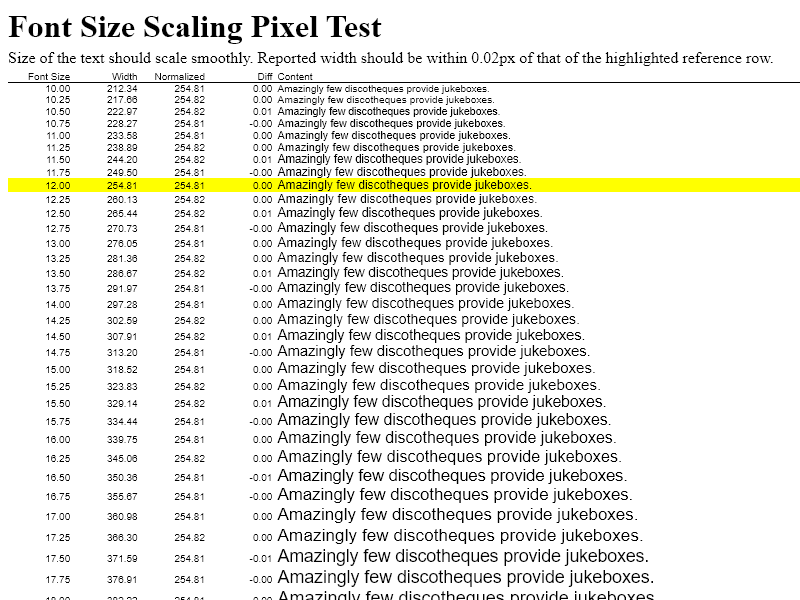 Font Size Scaling Pixel Test
Size of the text should scale smoothly. Reported width should be within 0.02px of that of the highlighted reference row.
Font Size Width Normalized Diff Content
10.00 212.34 254.81 0.00 Amazingly few discotheques provide jukeboxes.
10.25 217.66 254.82 0.00 Amazingly few discotheques provide jukeboxes.
10.50 222.97 254.82 0.01 Amazingly few discotheques provide jukeboxes.
10.75 228.27 254.81 -0.00 Amazingly few discotheques provide jukeboxes.
11.00 233.58 254.81 0.00 Amazingly few discotheques provide jukeboxes.
11.25 238.89 254.82 0.00 Amazingly few discotheques provide jukeboxes.
11.50 244.20 254.82 0.01 Amazingly few discotheques provide jukeboxes.
11.75 249.50 254.81 -0.00 Amazingly few discotheques provide jukeboxes.
12.00 254.81 254.81 0.00 Amazingly few discotheques provide jukeboxes.
12.25 260.13 254.82 0.00 Amazingly few discotheques provide jukeboxes.
12.50 265.44 254.82 0.01 Amazingly few discotheques provide jukeboxes.
12.75 270.73 254.81 -0.00 Amazingly few discotheques provide jukeboxes.
13.00 276.05 254.81 0.00 Amazingly few discotheques provide jukeboxes.
13.25 281.36 254.82 0.00 Amazingly few discotheques provide jukeboxes.
13.50 286.67 254.82 0.01 Amazingly few discotheques provide jukeboxes.
13.75 291.97 254.81 -0.00 Amazingly few discotheques provide jukeboxes.
14.00 297.28 254.81 0.00 Amazingly few discotheques provide jukeboxes.
14.25 302.59 254.82 0.00 Amazingly few discotheques provide jukeboxes.
14.50 307.91 254.82 0.01 Amazingly few discotheques provide jukeboxes.
14.75 313.20 254.81 -0.00 Amazingly few discotheques provide jukeboxes.
15.00 318.52 254.81 0.00 Amazingly few discotheques provide jukeboxes.
15.25 323.83 254.82 0.00 Amazingly few discotheques provide jukeboxes.
15.50 329.14 254.82 0.01 Amazingly few discotheques provide jukeboxes.
15.75 334.44 254.81 -0.00 Amazingly few discotheques provide jukeboxes.
16.00 339.75 254.81 0.00 Amazingly few discotheques provide jukeboxes.
16.25 345.06 254.82 0.00 Amazingly few discotheques provide jukeboxes.
16.50 350.36 254.81 -0.01 Amazingly few discotheques provide jukeboxes.
16.75 355.67 254.81 -0.00 Amazingly few discotheques provide jukeboxes.
17.00 360.98 254.81 0.00 Amazingly few discotheques provide jukeboxes.
17.25 366.30 254.82 0.00 Amazingly few discotheques provide jukeboxes.
17.50 371.59 254.81 -0.01 Amazingly few discotheques provide jukeboxes.
17.75 376.91 254.81 -0.00 Amazingly few discotheques provide jukeboxes.
Amazingly few discotheques provide jukeboxes.